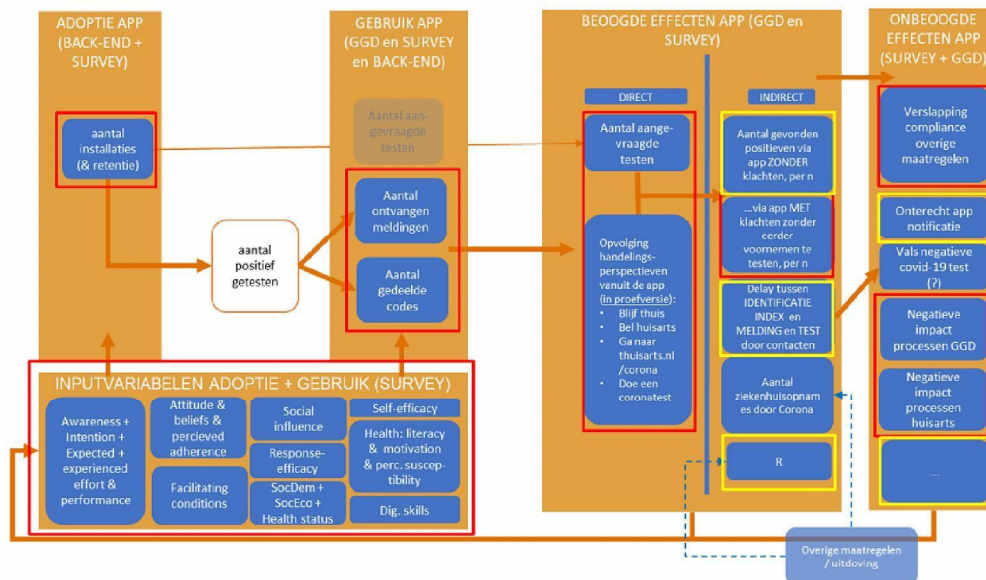 ADOPTIE APP
(BACK-END +
SURVEY)
aantal
installaties
(& retentie)
aantal
positief
getesten
GEBRUIK APP
(GGD en SURVEY
en BACK-END)
Aantal aan-
gevraagde
testen
Aantal
ontvangen
meldingen
Aantal
gedeelde
codes
BEOOGDE EFFECTEN APP (GGD en
SURVEY)
DIRECT
Aantal aange-
vraagde
testen
Opvolging
handelings-
perspectieven
vanuit de app
(in proefversie):
• Blijf thuis
• Bel huisarts
• Ga naar
thuisarts.nl
/corona
• Doe een
coronatest
INDIRECT
Aantal gevonden
positieven via
app ZONDER
klachten, per n
...via app MET
klachten zonder
eerder
voornemen te
testen, per n
Delay tussen
IDENTIFICATIE
INDEX en
MELDING en TEST
door contacten
Aantal
ziekenhuisopnam
es door Corona
R
ONBEOOGDE
EFFECTEN APP
(SURVEY + GGD)
Verslapping
compliance
overige
maatregelen
Onterecht app
notificatie
Vals negatieve
covid-19 test
(?)
Negatieve
impact
processen GGD
Negatieve
impact
processen
huisarts
...
INPUTVARIABELEN ADOPTIE + GEBRUIK (SURVEY)
Awareness +
Intention +
Expected +
experienced
effort &
performance
Attitude &
beliefs &
percieved
adherence
Facilitating
conditions
Social
influence
Response-
efficacy
SocDem +
SocEco +
Health status
Self-efficacy
Health: literacy
& motivation
& perc. suscep-
tibility
Dig. skills
Overige maatregelen
/ uitdoving